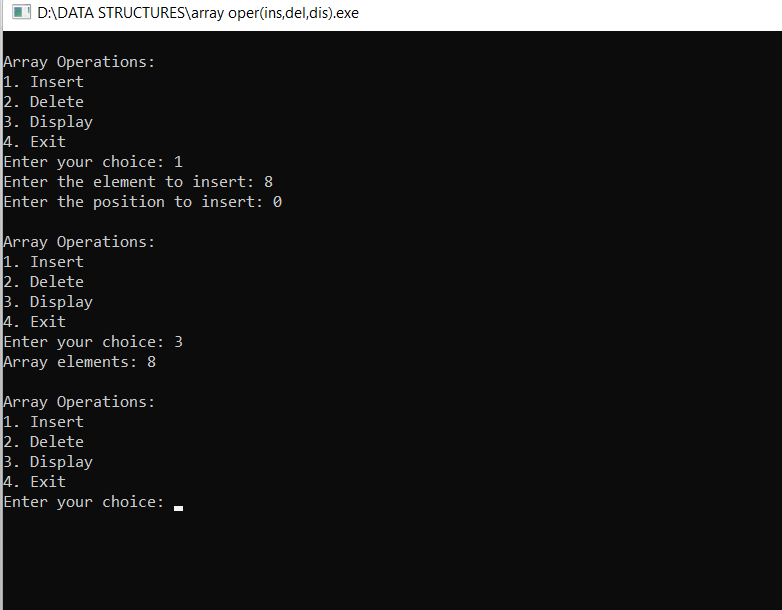 D:\DATA STRUCTURES\array oper(ins,del,dis).exe
Array Operations:
1. Insert
2. Delete
3. Display
4. Exit
Enter your choice: 1
Enter the element to insert: 8
Enter the position to insert: 0
Array Operations:
1. Insert
2. Delete
3. Display
4. Exit
Enter your choice: 3
Array elements: 8
Array Operations:
1. Insert
2. Delete
3. Display
4. Exit
Enter your choice: